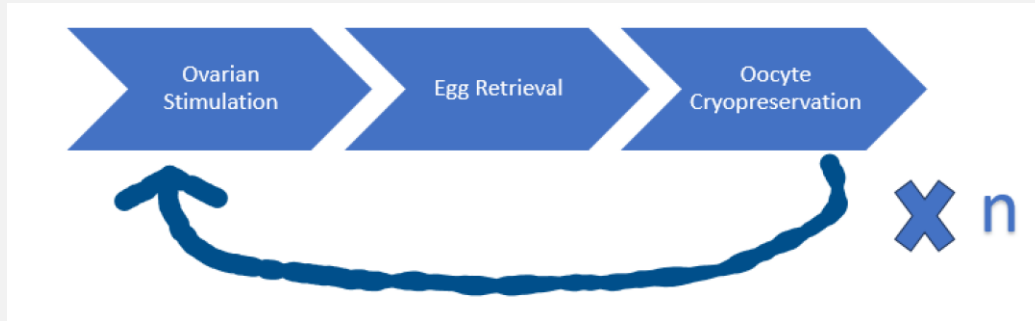 Ovarian
Stimulation
Egg Retrieval
Oocyte
Cryopreservation
X n